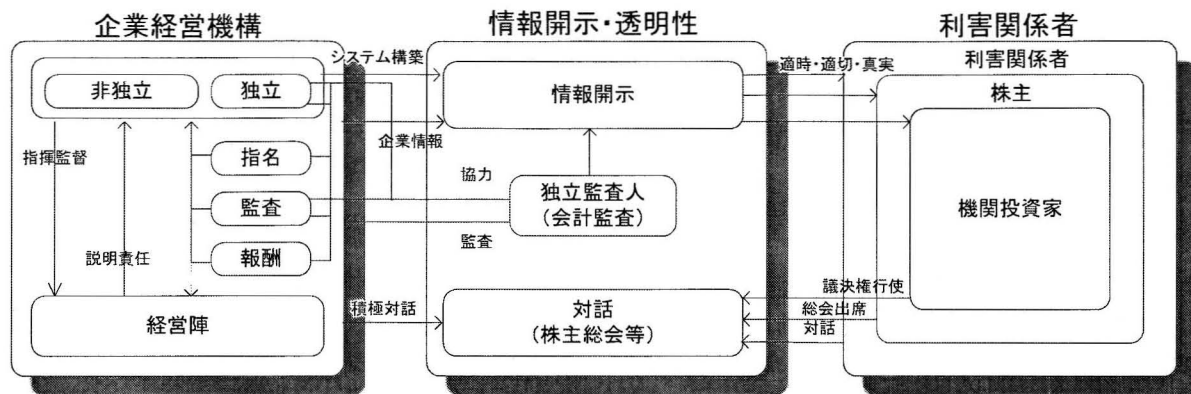 企業経営機構
情報開示・透明性
利害関係者
非独立
独立
指揮監督
指名
監査
報酬
説明責任
経営陣
システム構築
企業情報
協力
監査
積極対話
情報開示
独立監査人
(会計監査)
対話
(株主総会等)
適時・適切・真実
利害関係者
株主
機関投資家
議決権行使
総会出席
対話